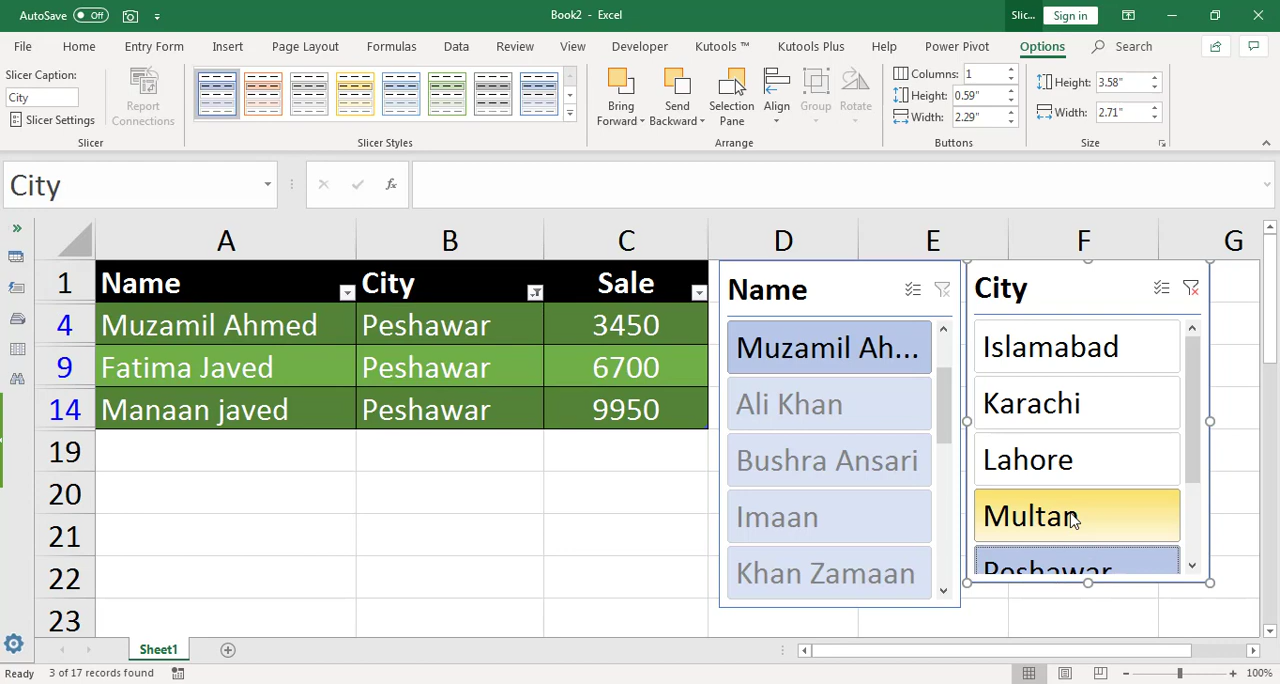 AutoSave Off
Book2 - Excel
Slic...
Sign in
File Home Entry Form Insert Page Layout Formulas Data Review View Developer Kutools ™ Kutools Plus Help Power Pivot Options Search
Slicer Caption:
City
Slicer Settings
Report
Connections
Slicer
Slicer Styles
Bring
Forward
Send
Backward
Selection
Pane
Align
Group
Rotate
Arrange
Columns: 1
Height: 0.59"
Width: 2.29"
Buttons
Height: 3.58"
Width: 2.71"
Size
City
fx
A B C D E F G
1 Name City Sale
4 Muzamil Ahmed Peshawar 3450
9 Fatima Javed Peshawar 6700
14 Manaan javed Peshawar 9950
19
20
21
22
23
Name
Muzamil Ah...
Ali Khan
Bushra Ansari
Imaan
Khan Zamaan
City
Islamabad
Karachi
Lahore
Multan
Peshawar
Sheet1
Ready 3 of 17 records found
100%